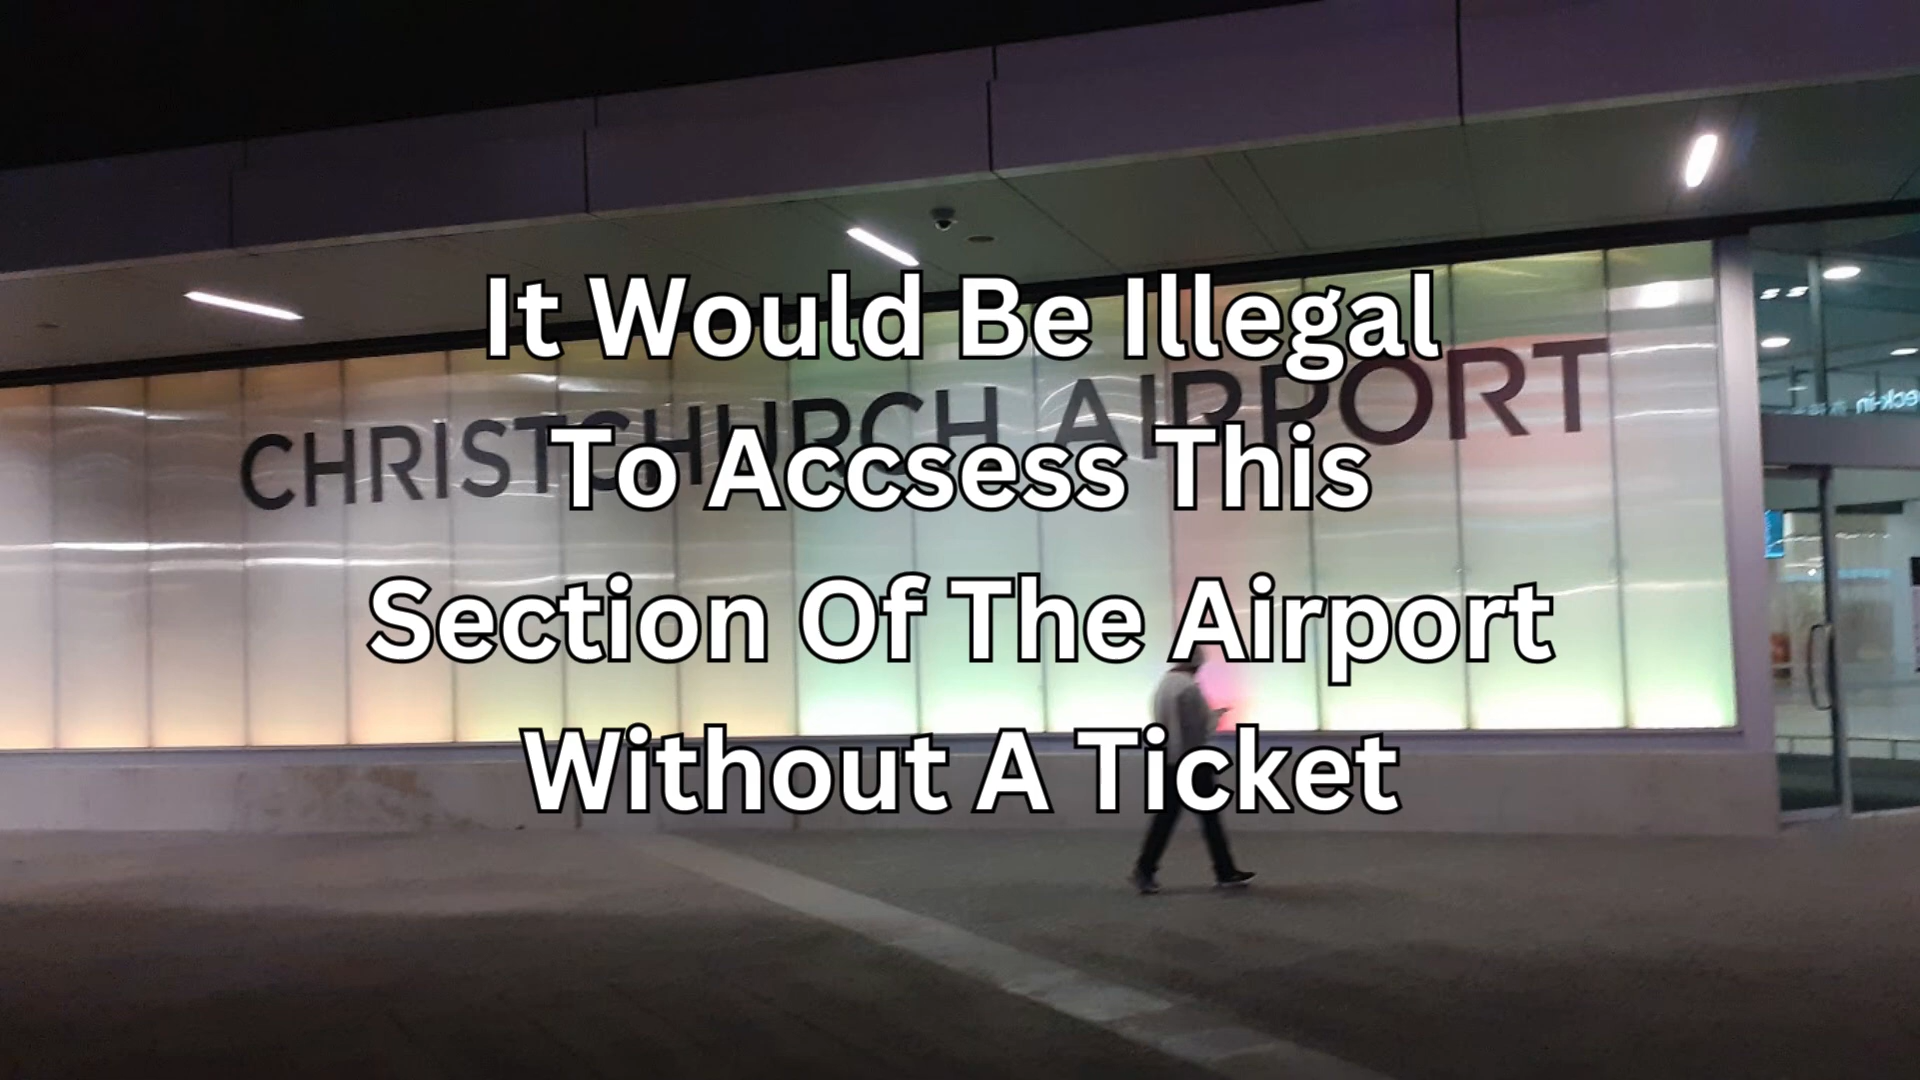 It Would Be Illegal
CHRISTCHURCH AIRPORT
To Accsess This
Section Of The Airport
Without A Ticket